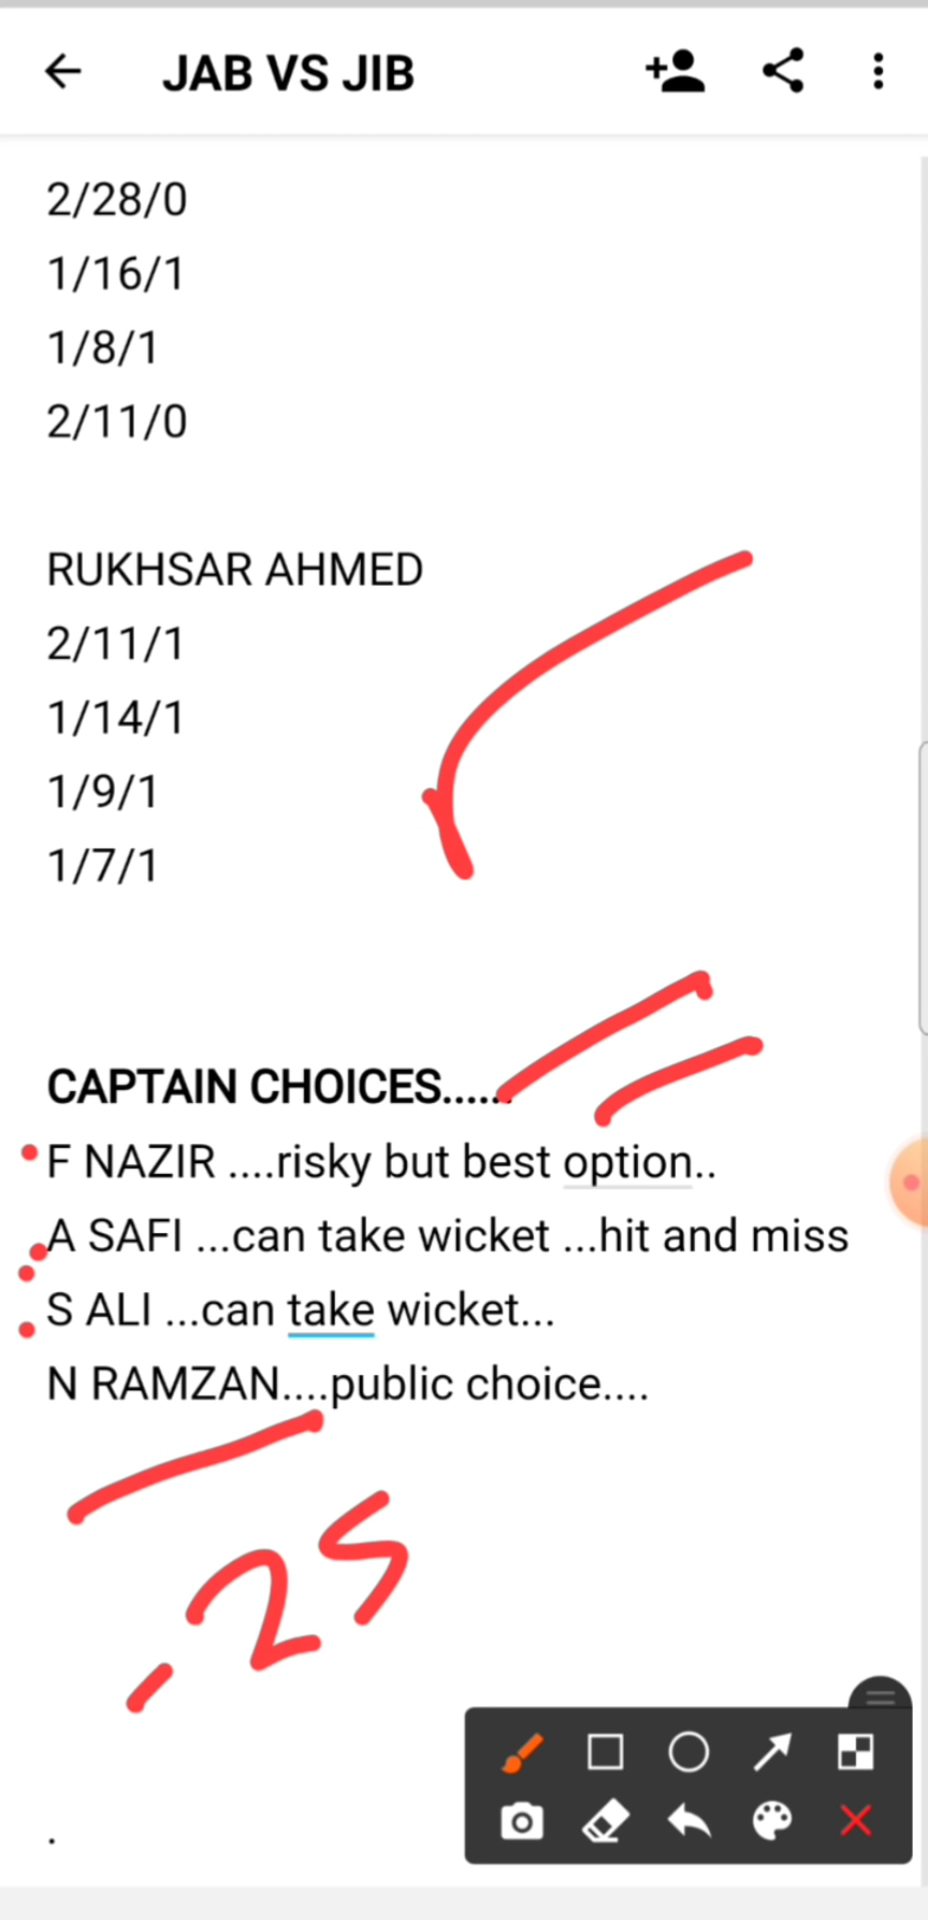 JAB VS JIB
2/28/0
1/16/1
1/8/1
2/11/0
RUKHSAR AHMED
2/11/1
1/14/1
1/9/1
1/7/1
CAPTAIN CHOICES.....
F NAZIR ....risky but best option..
A SAFI ...can take wicket ...hit and miss
S ALI ...can take wicket...
N RAMZAN....public choice....
-25
.